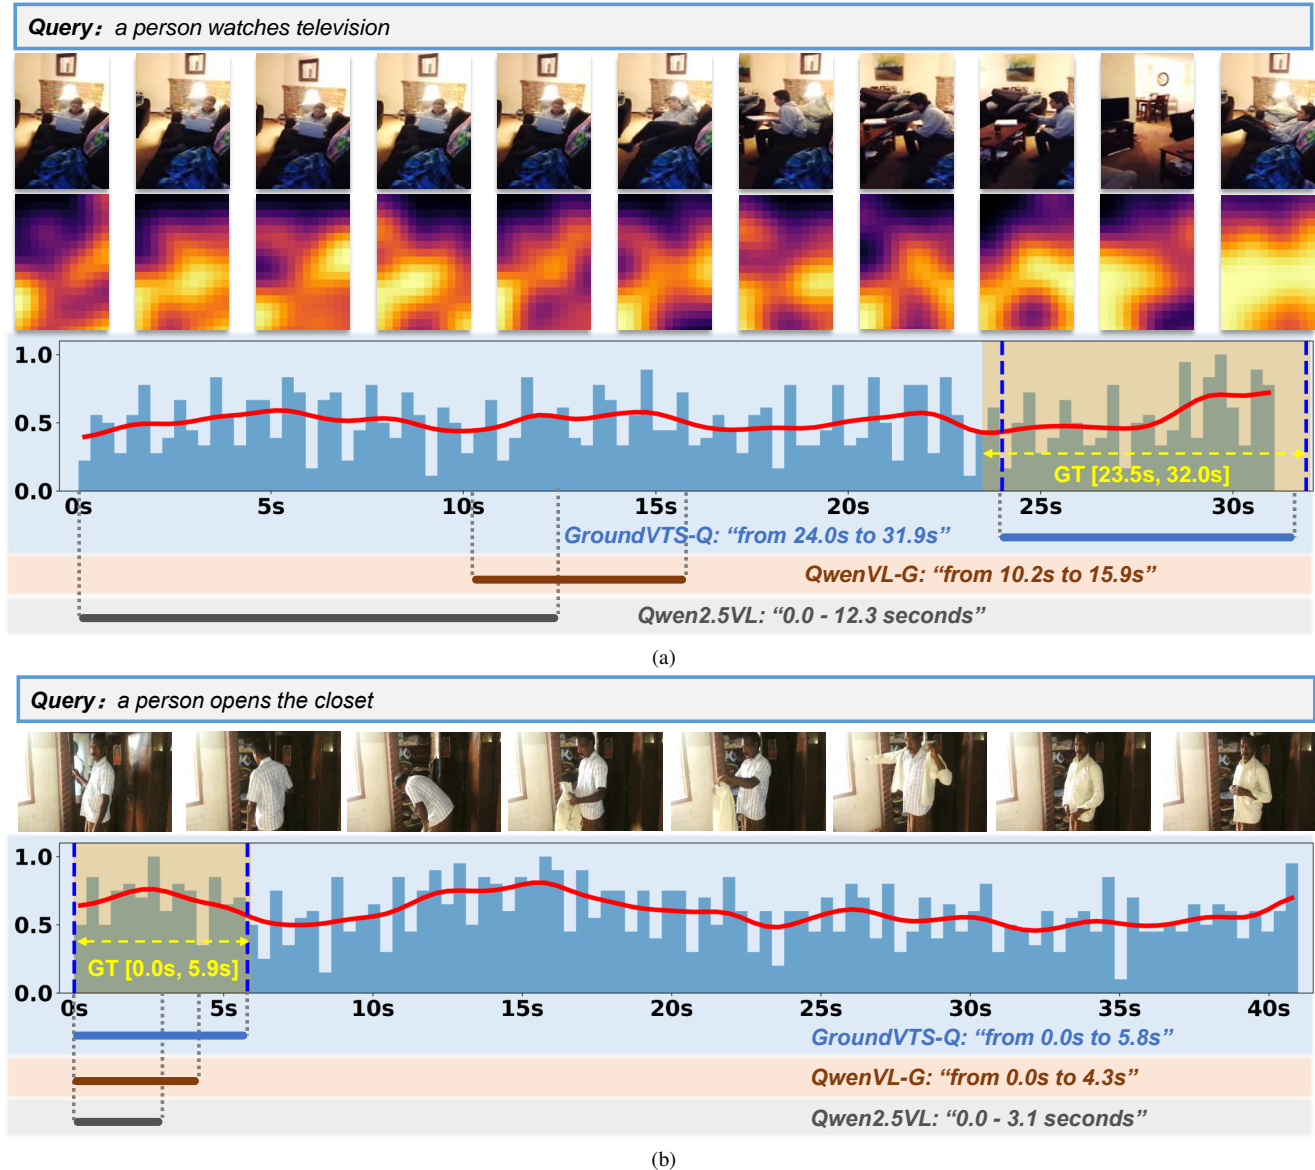 Query: a person watches television
1.0
0.5
0.0
GT [23.5s, 32.0s]
0s 5s 10s 15s 20s 25s 30s
GroundVTS-Q: “from 24.0s to 31.9s”
QwenVL-G: “from 10.2s to 15.9s”
Qwen2.5VL: “0.0 - 12.3 seconds”
(a)
Query: a person opens the closet
1.0
0.5
GT [0.0s, 5.9s]
0.0
0s 5s 10s 15s 20s 25s 30s 35s 40s
GroundVTS-Q: “from 0.0s to 5.8s”
QwenVL-G: “from 0.0s to 4.3s”
Qwen2.5VL: “0.0 - 3.1 seconds”
(b)